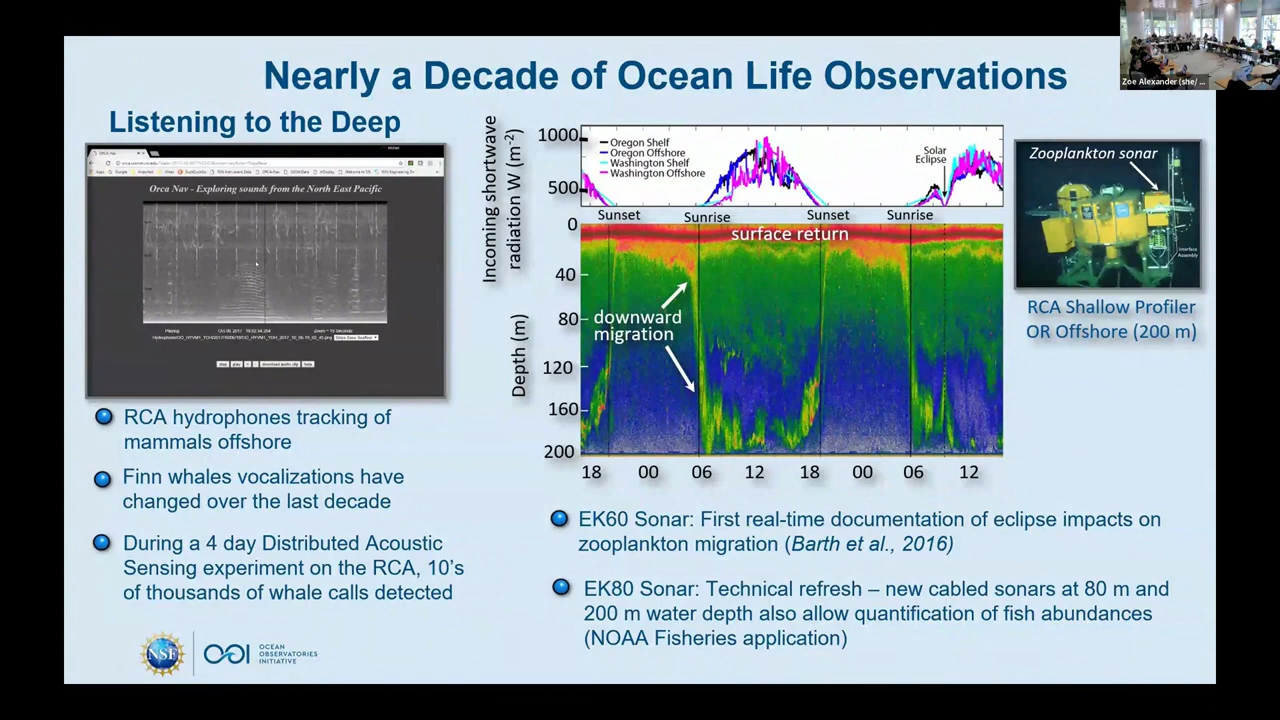 Nearly a Decade of Ocean Life Observations
Zoe Alexander (she/ ...
Listening to the Deep
Orca Nav - Exploring sounds from the North East Pacific
RCA hydrophones tracking of
mammals offshore
Finn whales vocalizations have
changed over the last decade
During a 4 day Distributed Acoustic
Sensing experiment on the RCA, 10's
of thousands of whale calls detected
NSF
OOI
OCEAN
OBSERVATORIES
INITIATIVE
Incoming shortwave
radiation W (m-2)
1000
500
Oregon Shelf
Oregon Offshore
Washington Shelf
Washington Offshore
Solar
Eclipse
Sunset
Sunrise
Sunset
Sunrise
surface return
Depth (m)
0
40
80
120
160
200
downward
migration
18 00 06 12 18 00 06 12
Zooplankton sonar
Interface
Assembly
RCA Shallow Profiler
OR Offshore (200 m)
EK60 Sonar: First real-time documentation of eclipse impacts on
zooplankton migration (Barth et al., 2016)
EK80 Sonar: Technical refresh – new cabled sonars at 80 m and
200 m water depth also allow quantification of fish abundances
(NOAA Fisheries application)